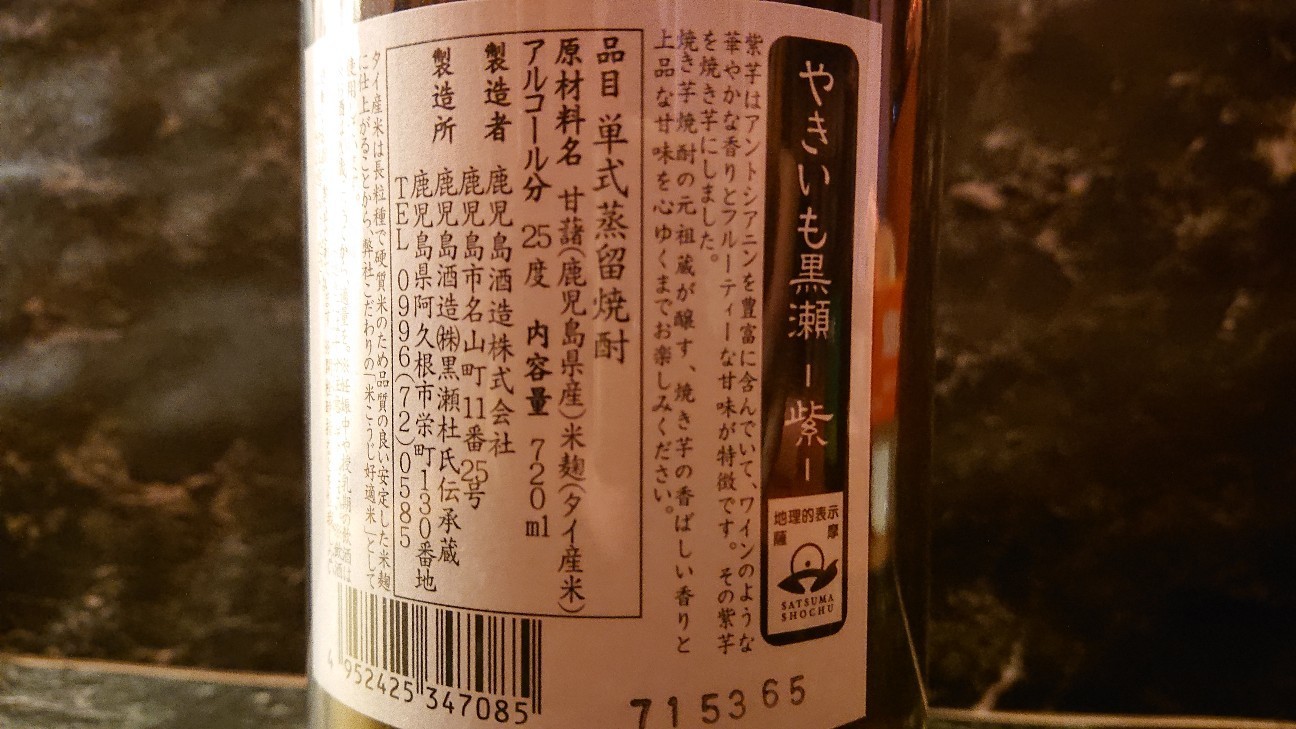 やきいも黒瀬 ー紫ー
地理的表示
薩摩
SATSUMA
SHOCHU
紫芋はアントシアニンを豊富に含んでいて、ワインのような
華やかな香りとフルーティーな甘味が特徴です。その紫芋
を焼き芋にしました。
焼き芋焼酎の元祖蔵が醸す、焼き芋の香ばしい香りと
上品な甘味を心ゆくまでお楽しみください。
品目 単式蒸留焼酎
原材料名 甘藷(鹿児島県産)米麹(タイ産米)
アルコール分 25度 内容量 720ml
製造者 鹿児島酒造株式会社
鹿児島市名山町11番25号
製造所 鹿児島酒造㈱黒瀬杜氏伝承蔵
鹿児島県阿久根市栄町130番地
TEL 0996(72)0585
タイ産米は長粒種で硬質米のため品質の良い安定した米麹
に仕上がることから、弊社こだわりの「米こうじ好適米」として
4 952425 347085
715365